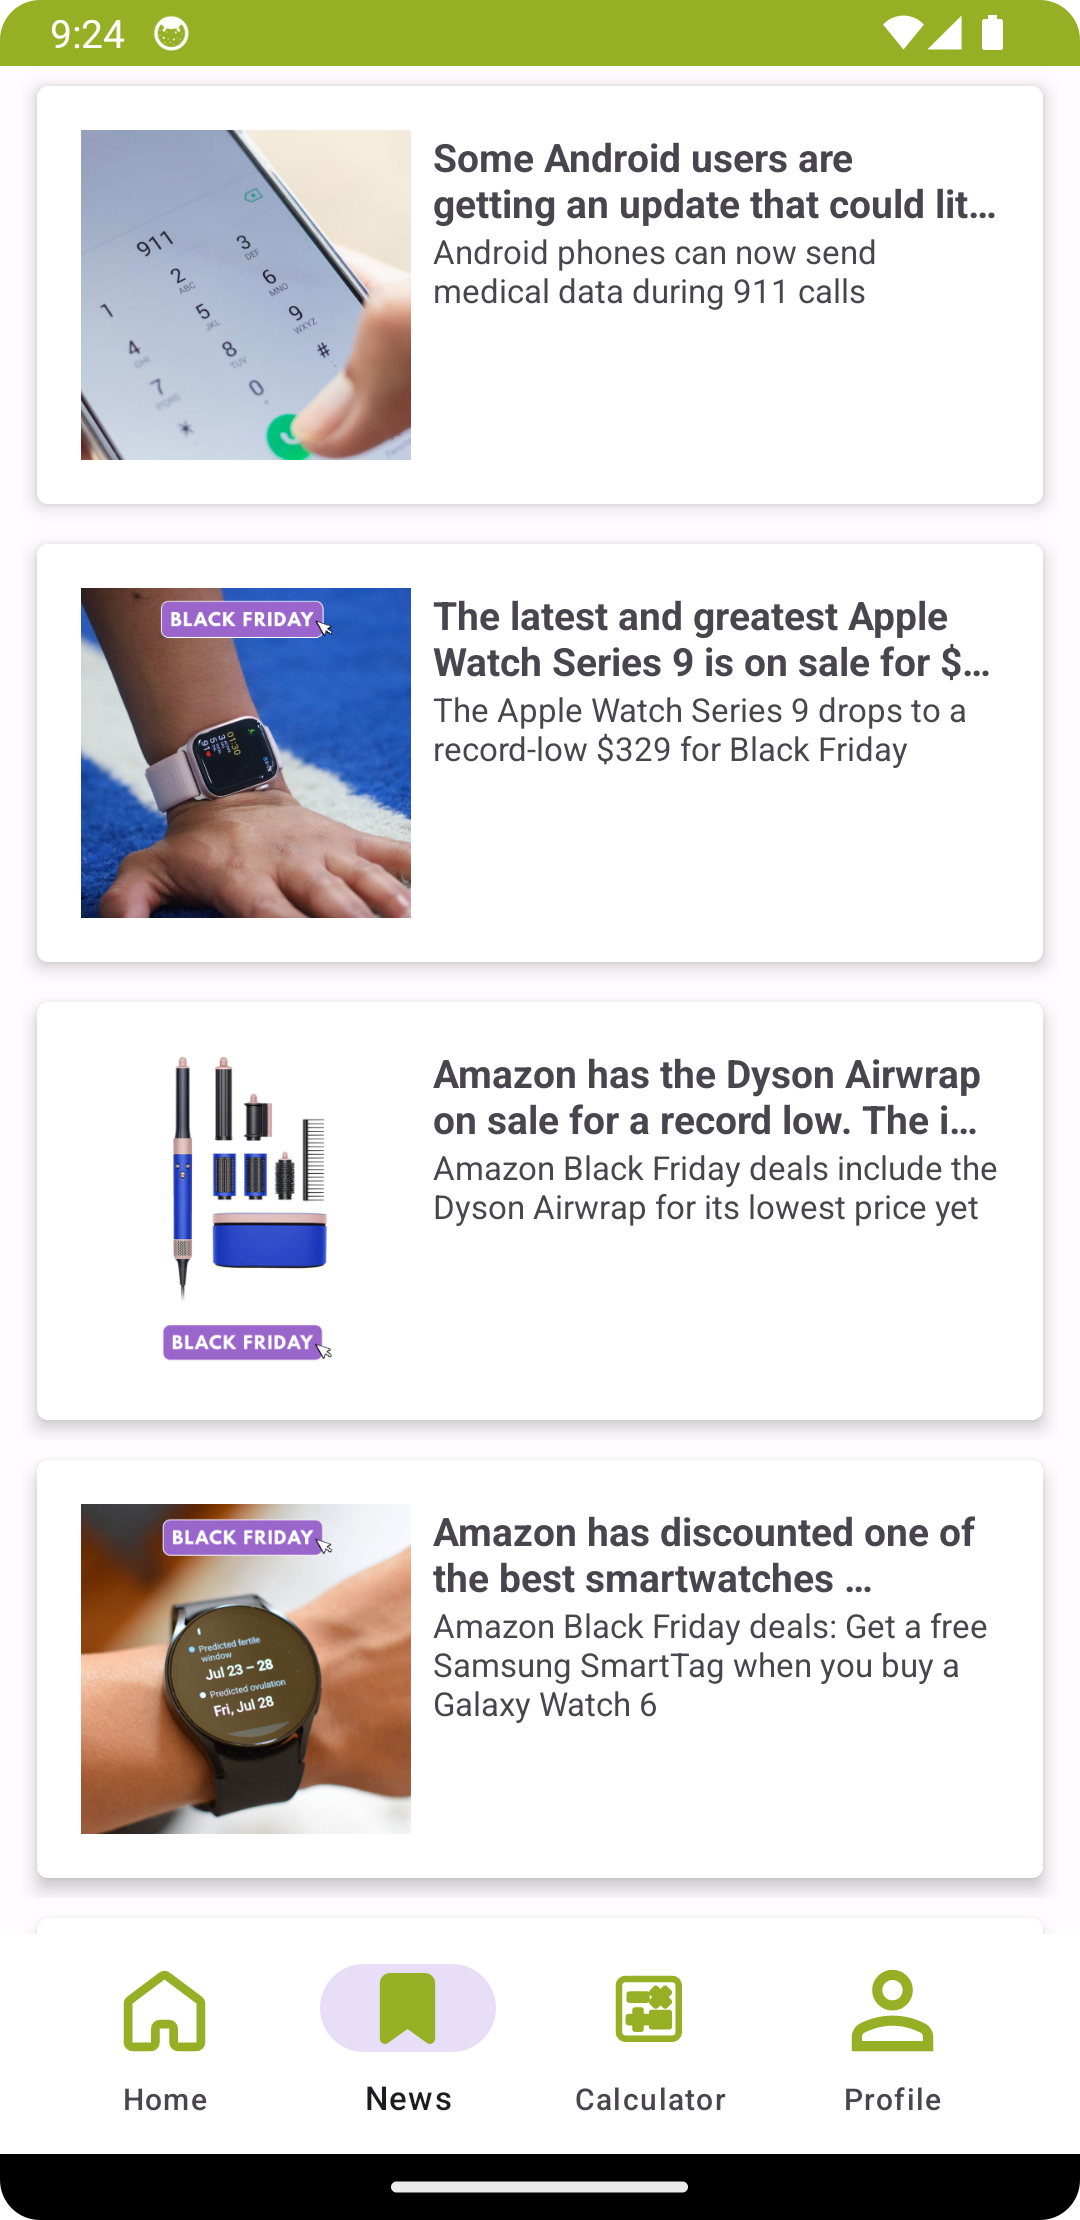 9:24
911
1
2
ABC
3
DEF
4
GHI
5
JKL
6
MNO
7
PQRS
8
TUV
9
WXYZ
*
0
#
Some Android users are
getting an update that could lit...
Android phones can now send
medical data during 911 calls
BLACK FRIDAY
01:30
The latest and greatest Apple
Watch Series 9 is on sale for $...
The Apple Watch Series 9 drops to a
record-low $329 for Black Friday
BLACK FRIDAY
Amazon has the Dyson Airwrap
on sale for a record low. The i...
Amazon Black Friday deals include the
Dyson Airwrap for its lowest price yet
BLACK FRIDAY
Predicted fertile
window
Jul 23 – 28
Predicted ovulation
Fri, Jul 28
Amazon has discounted one of
the best smartwatches ...
Amazon Black Friday deals: Get a free
Samsung SmartTag when you buy a
Galaxy Watch 6
Home
News
Calculator
Profile